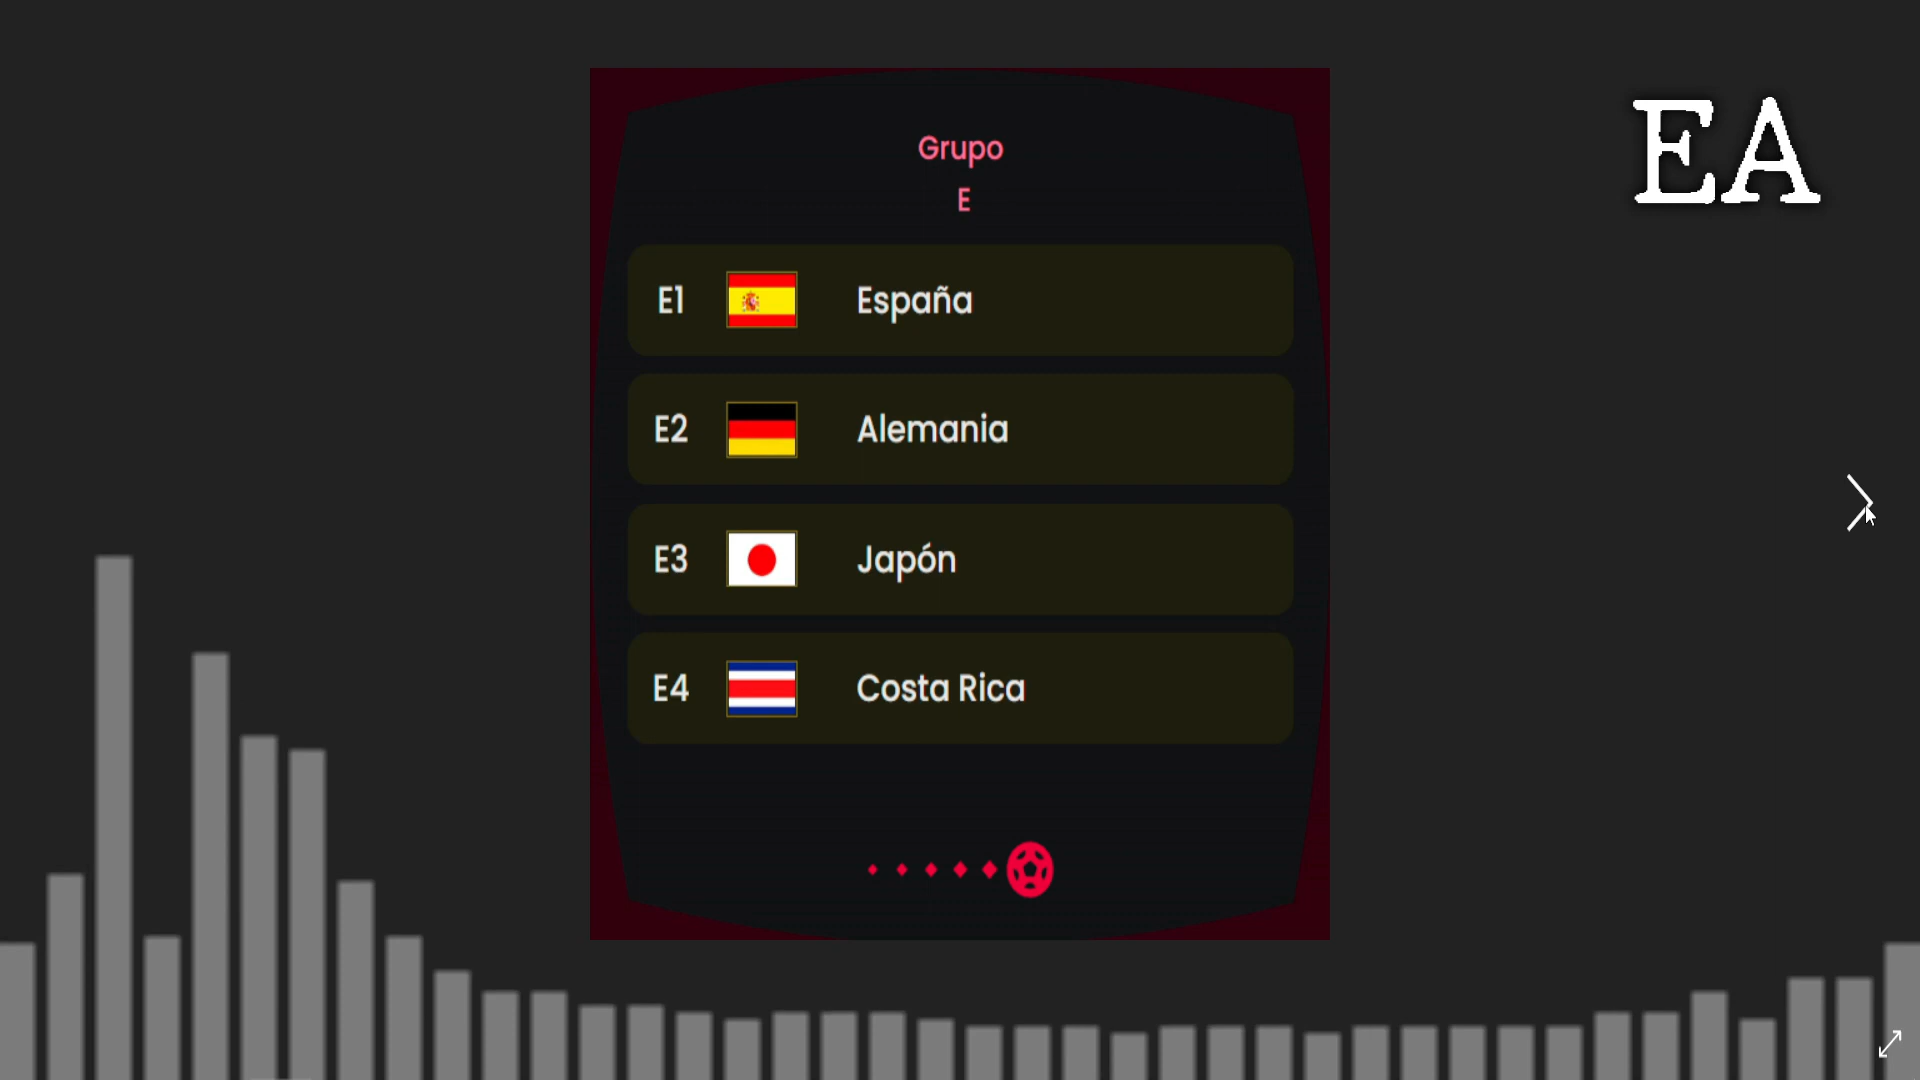 EA
Grupo
E
E1 España
E2 Alemania
E3 Japón
E4 Costa Rica